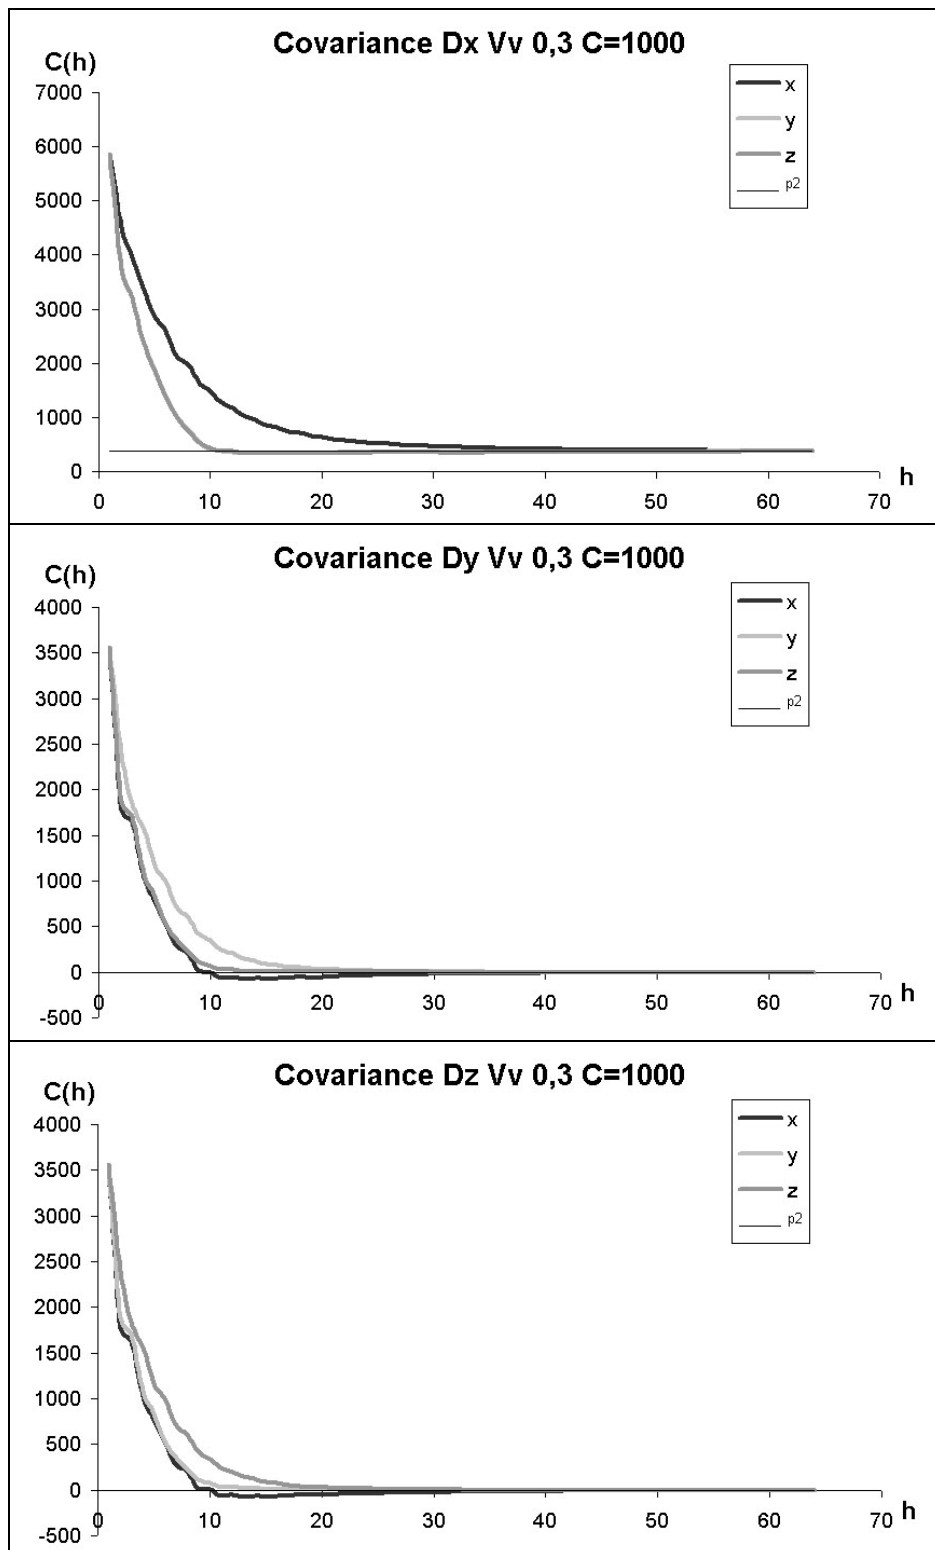 Covariance Dx Vv 0,3 C=1000
C(h)
x
y
z
p2
7000
6000
5000
4000
3000
2000
1000
0
0 10 20 30 40 50 60 70
h
Covariance Dy Vv 0,3 C=1000
C(h)
x
y
z
p2
4000
3500
3000
2500
2000
1500
1000
500
0
-500
0 10 20 30 40 50 60 70
h
Covariance Dz Vv 0,3 C=1000
C(h)
x
y
z
p2
4000
3500
3000
2500
2000
1500
1000
500
0
-500
0 10 20 30 40 50 60 70
h